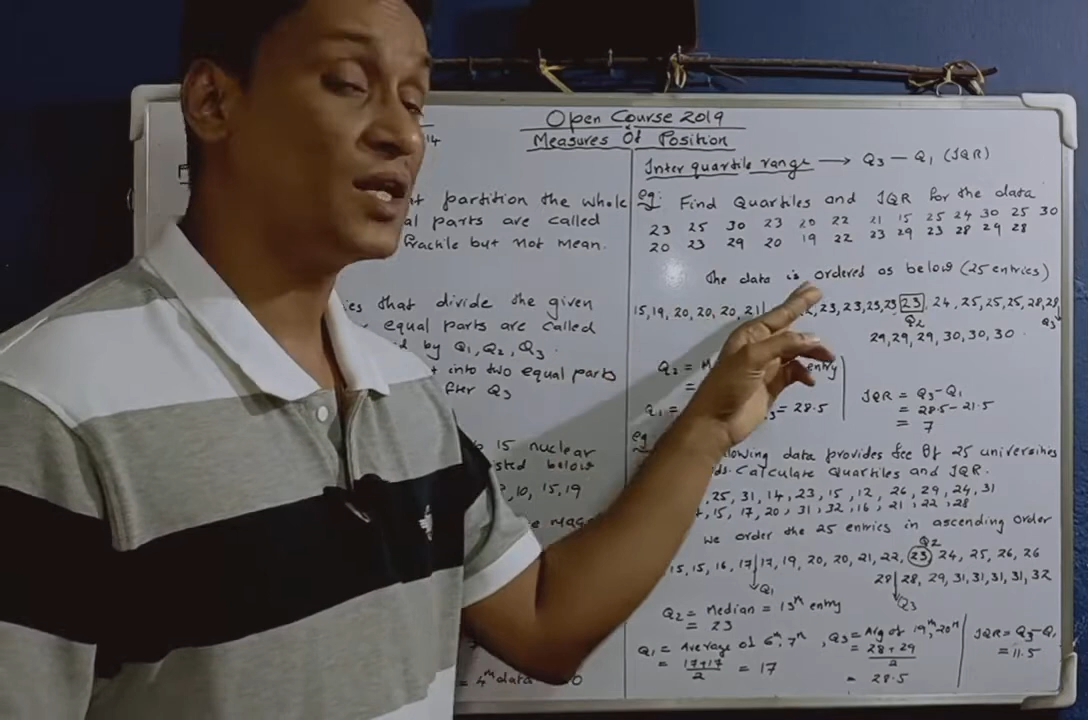 Open Course 2019
Measures Of Position
14
partition the whole
al parts are called
fractile but not mean.
ies that divide the given
equal parts are called
by Q1, Q2, Q3
into two equal parts
Q3
15 nuclear
isted below
10, 15, 19
= 4th data
Inter quartile range → Q3 - Q1 (IQR)
eg: Find Quartiles and IQR for the data
23 25 30 23 20 22 21 15 25 24 30 25 30
20 23 29 20 19 22 23 29 23 28 29 28
The data is ordered as below (25 entries)
15, 19, 20, 20, 20, 21 23, 23, 23, 23, 24, 25, 25, 25, 28, 28,
Q2 Q3
29, 29, 29, 30, 30, 30.
Q2 = entry
=
Q1 = = 28.5
IQR = Q3 - Q1
= 28.5 - 21.5
= 7
eg
lowing data provides fee of 25 universities
Calculate Quartiles and IQR.
25, 31, 14, 23, 15, 12, 26, 29, 24, 31
15, 17, 20, 31, 32, 16, 21, 22, 28
We order the 25 entries in ascending order
Q2
15, 15, 16, 17, 17, 19, 20, 20, 21, 22, 23 24, 25, 26, 26
28 28, 29, 31, 31, 31, 31, 32
Q1 Q3
Q2 = Median = 13th entry
= 23
Q1 = Average of 6th, 7th
= 17+17/2 = 17
, Q3 = Avg of 19th, 20th
= 28+29/2
= 28.5
IQR = Q3 - Q1
= 11.5